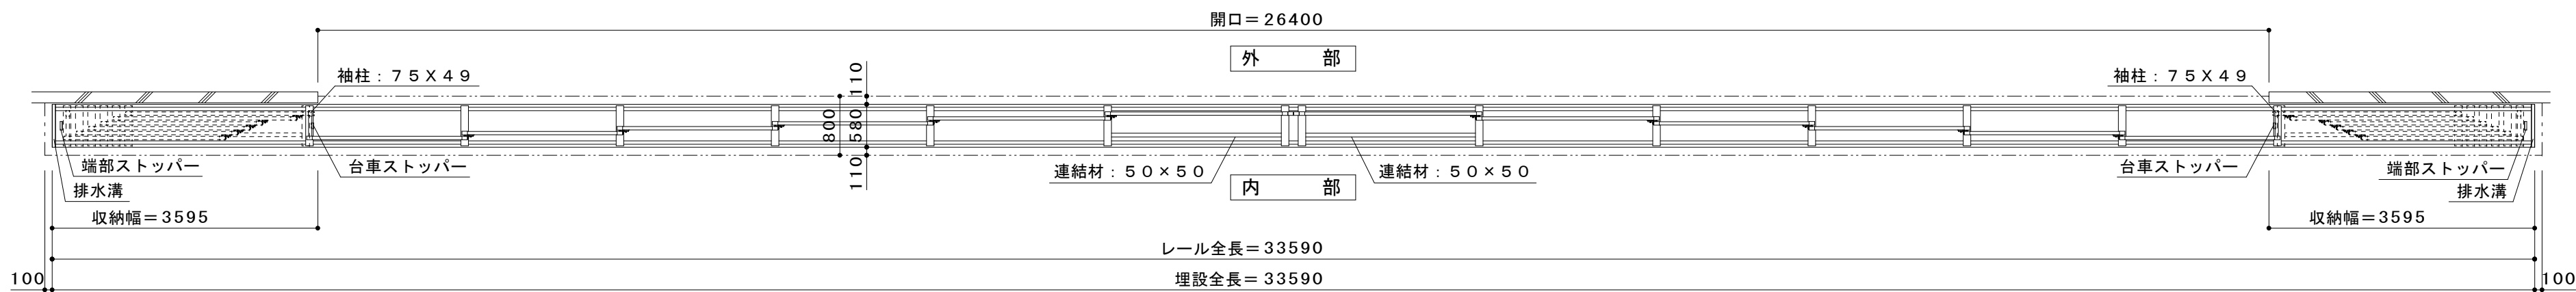 開口＝26400
外　部
袖柱：７５Ｘ４９
袖柱：７５Ｘ４９
110
800
580
110
端部ストッパー
台車ストッパー
連結材：５０×５０
連結材：５０×５０
台車ストッパー
端部ストッパー
排水溝
内　部
排水溝
収納幅＝3595
収納幅＝3595
レール全長＝33590
100
埋設全長＝33590
100